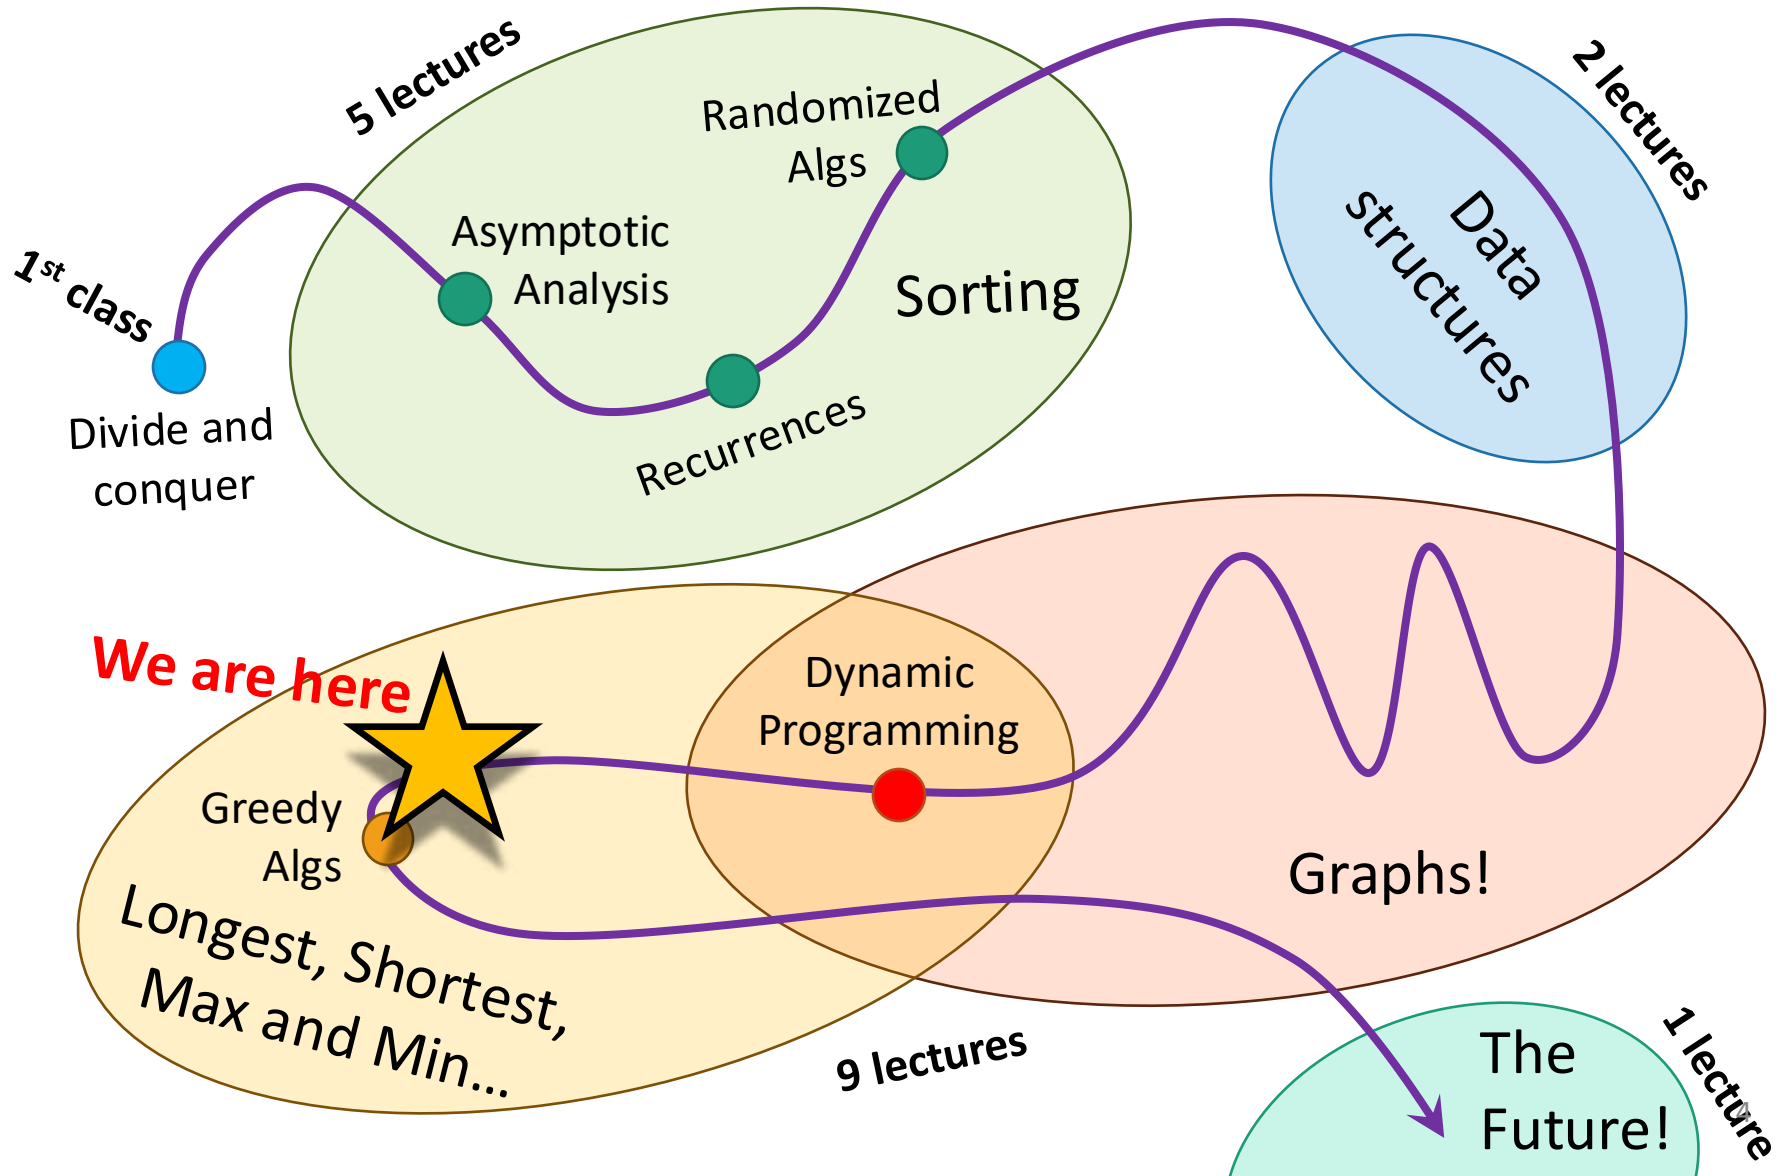 5 lectures
2 lectures
Randomized
Algs
Asymptotic
Analysis
Sorting
Data
structures
1st class
Divide and
conquer
Recurrences
We are here
Dynamic
Programming
Greedy
Algs
Graphs!
Longest, Shortest,
Max and Min...
9 lectures
The
Future!
1 lecture